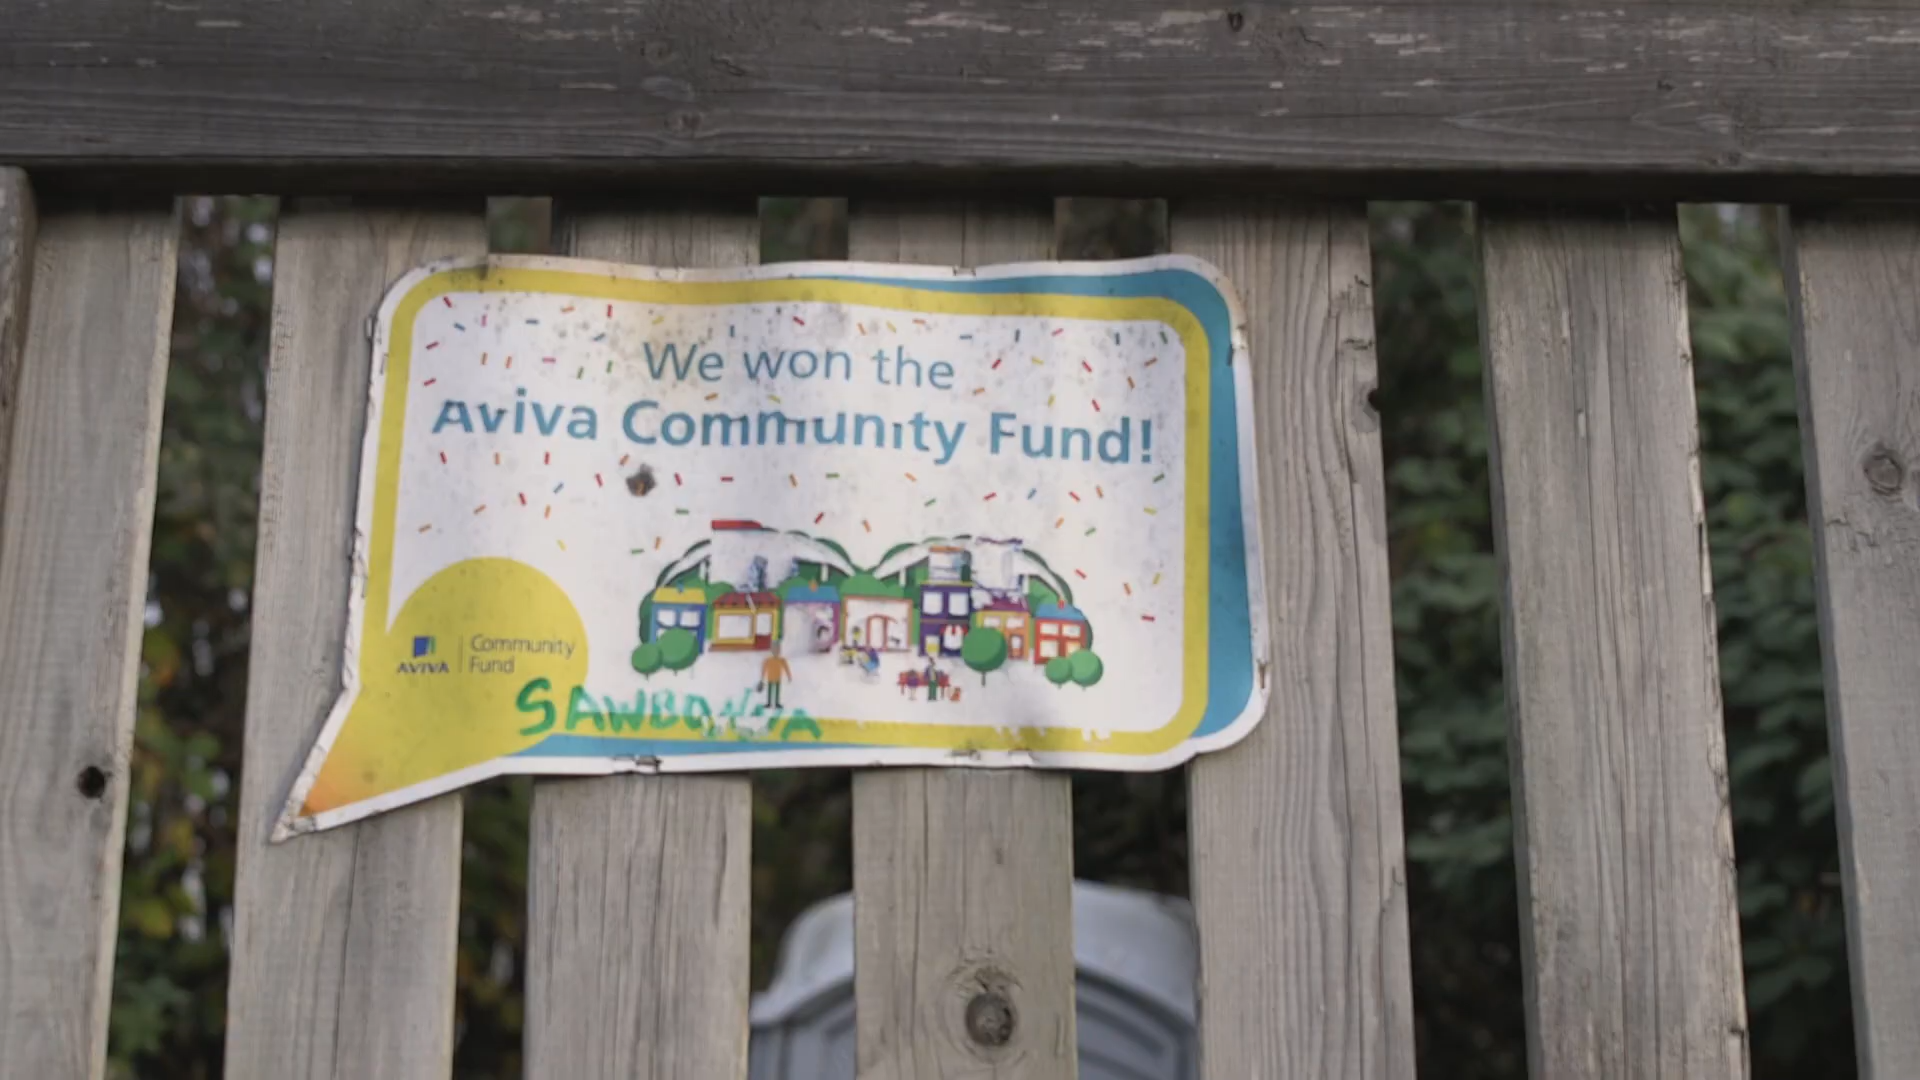 We won the
Aviva Community Fund!
AVIVA
Community
Fund